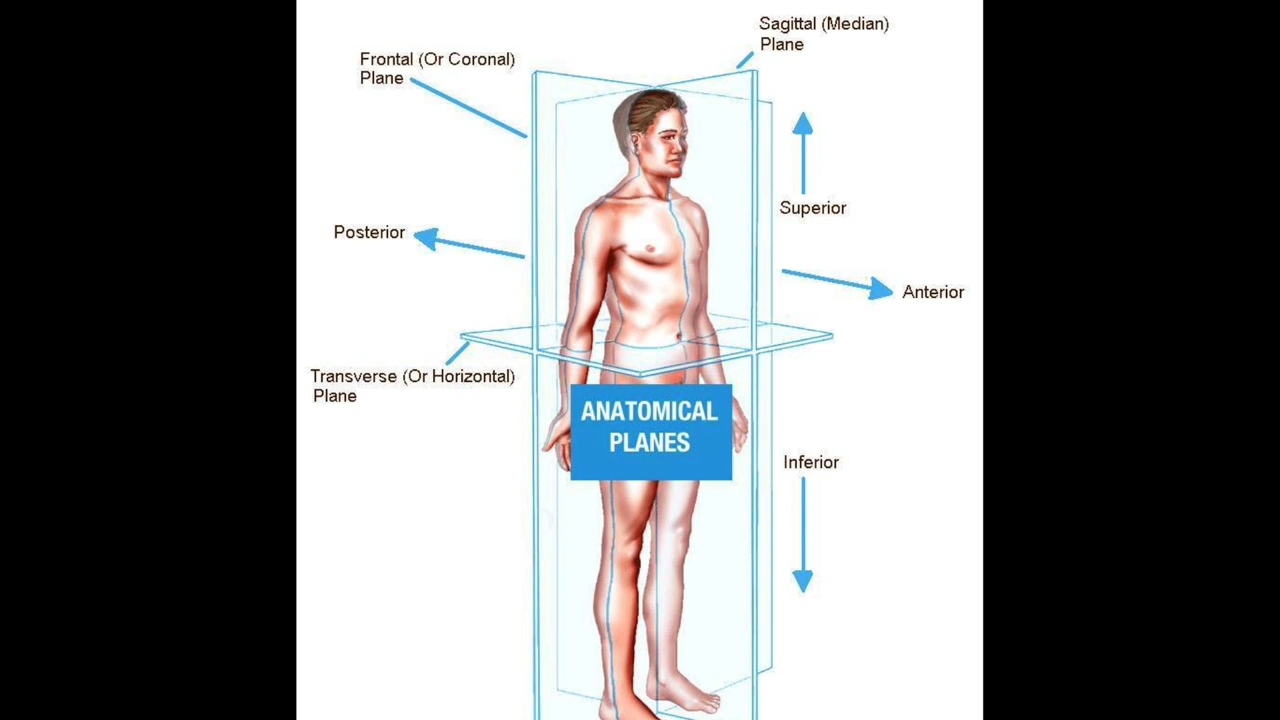 Sagittal (Median)
Plane
Frontal (Or Coronal)
Plane
Superior
Posterior
Anterior
Transverse (Or Horizontal)
Plane
ANATOMICAL
PLANES
Inferior